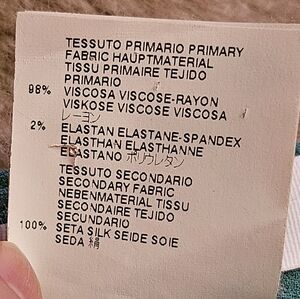 TESSUTO PRIMARIO PRIMARY
FABRIC HAUPTMATERIAL
TISSU PRIMAIRE TEJIDO
PRIMARIO
98% VISCOSA VISCOSE-RAYON
VISKOSE VISCOSE VISCOSA
レーヨン
2% ELASTAN ELASTANE-SPANDEX
ELASTHAN ELASTHANNE
ELASTANO ポリウレタン
TESSUTO SECONDARIO
SECONDARY FABRIC
NEBENMATERIAL TISSU
SECONDAIRE TEJIDO
SECUNDARIO
100% SETA SILK SEIDE SOIE
SEDA 絹